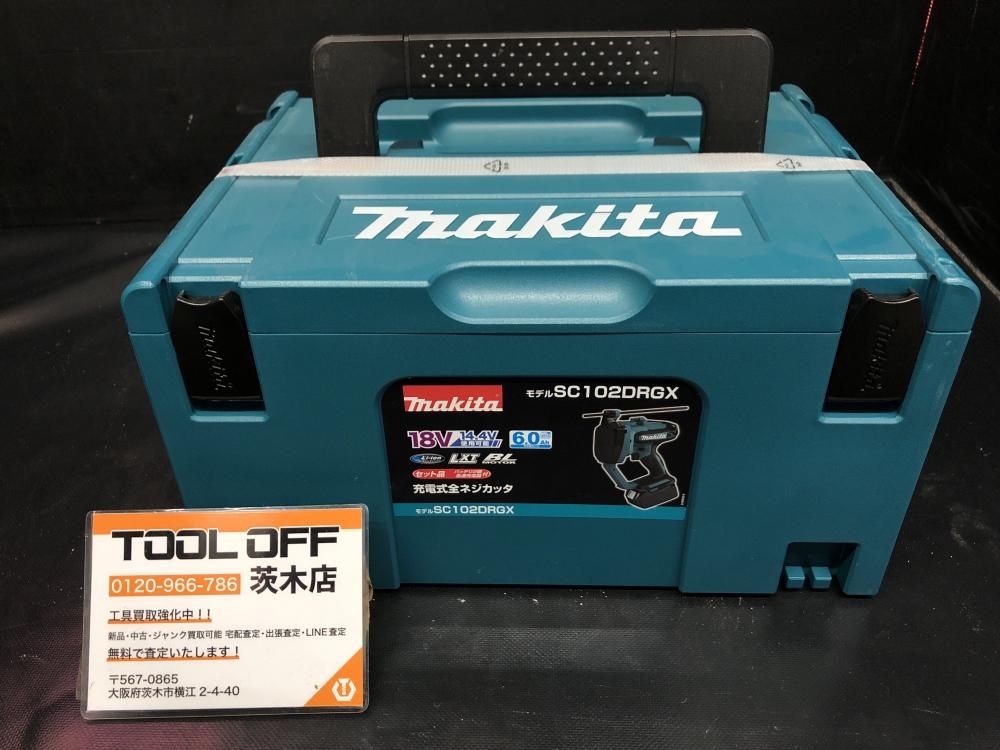 makita
makita
makita
makita
モデルSC102DRGX
18V 14.4V 使用可能 6.0Ah
Li-ion LXT BL MOTOR
セット品
充電式全ネジカッタ
モデルSC102DRGX
makita
TOOL OFF
0120-966-786 茨木店
工具買取強化中！！
新品・中古・ジャンク買取可能 宅配査定・出張査定・LINE査定
無料で査定いたします！
〒567-0865
大阪府茨木市横江 2-4-40